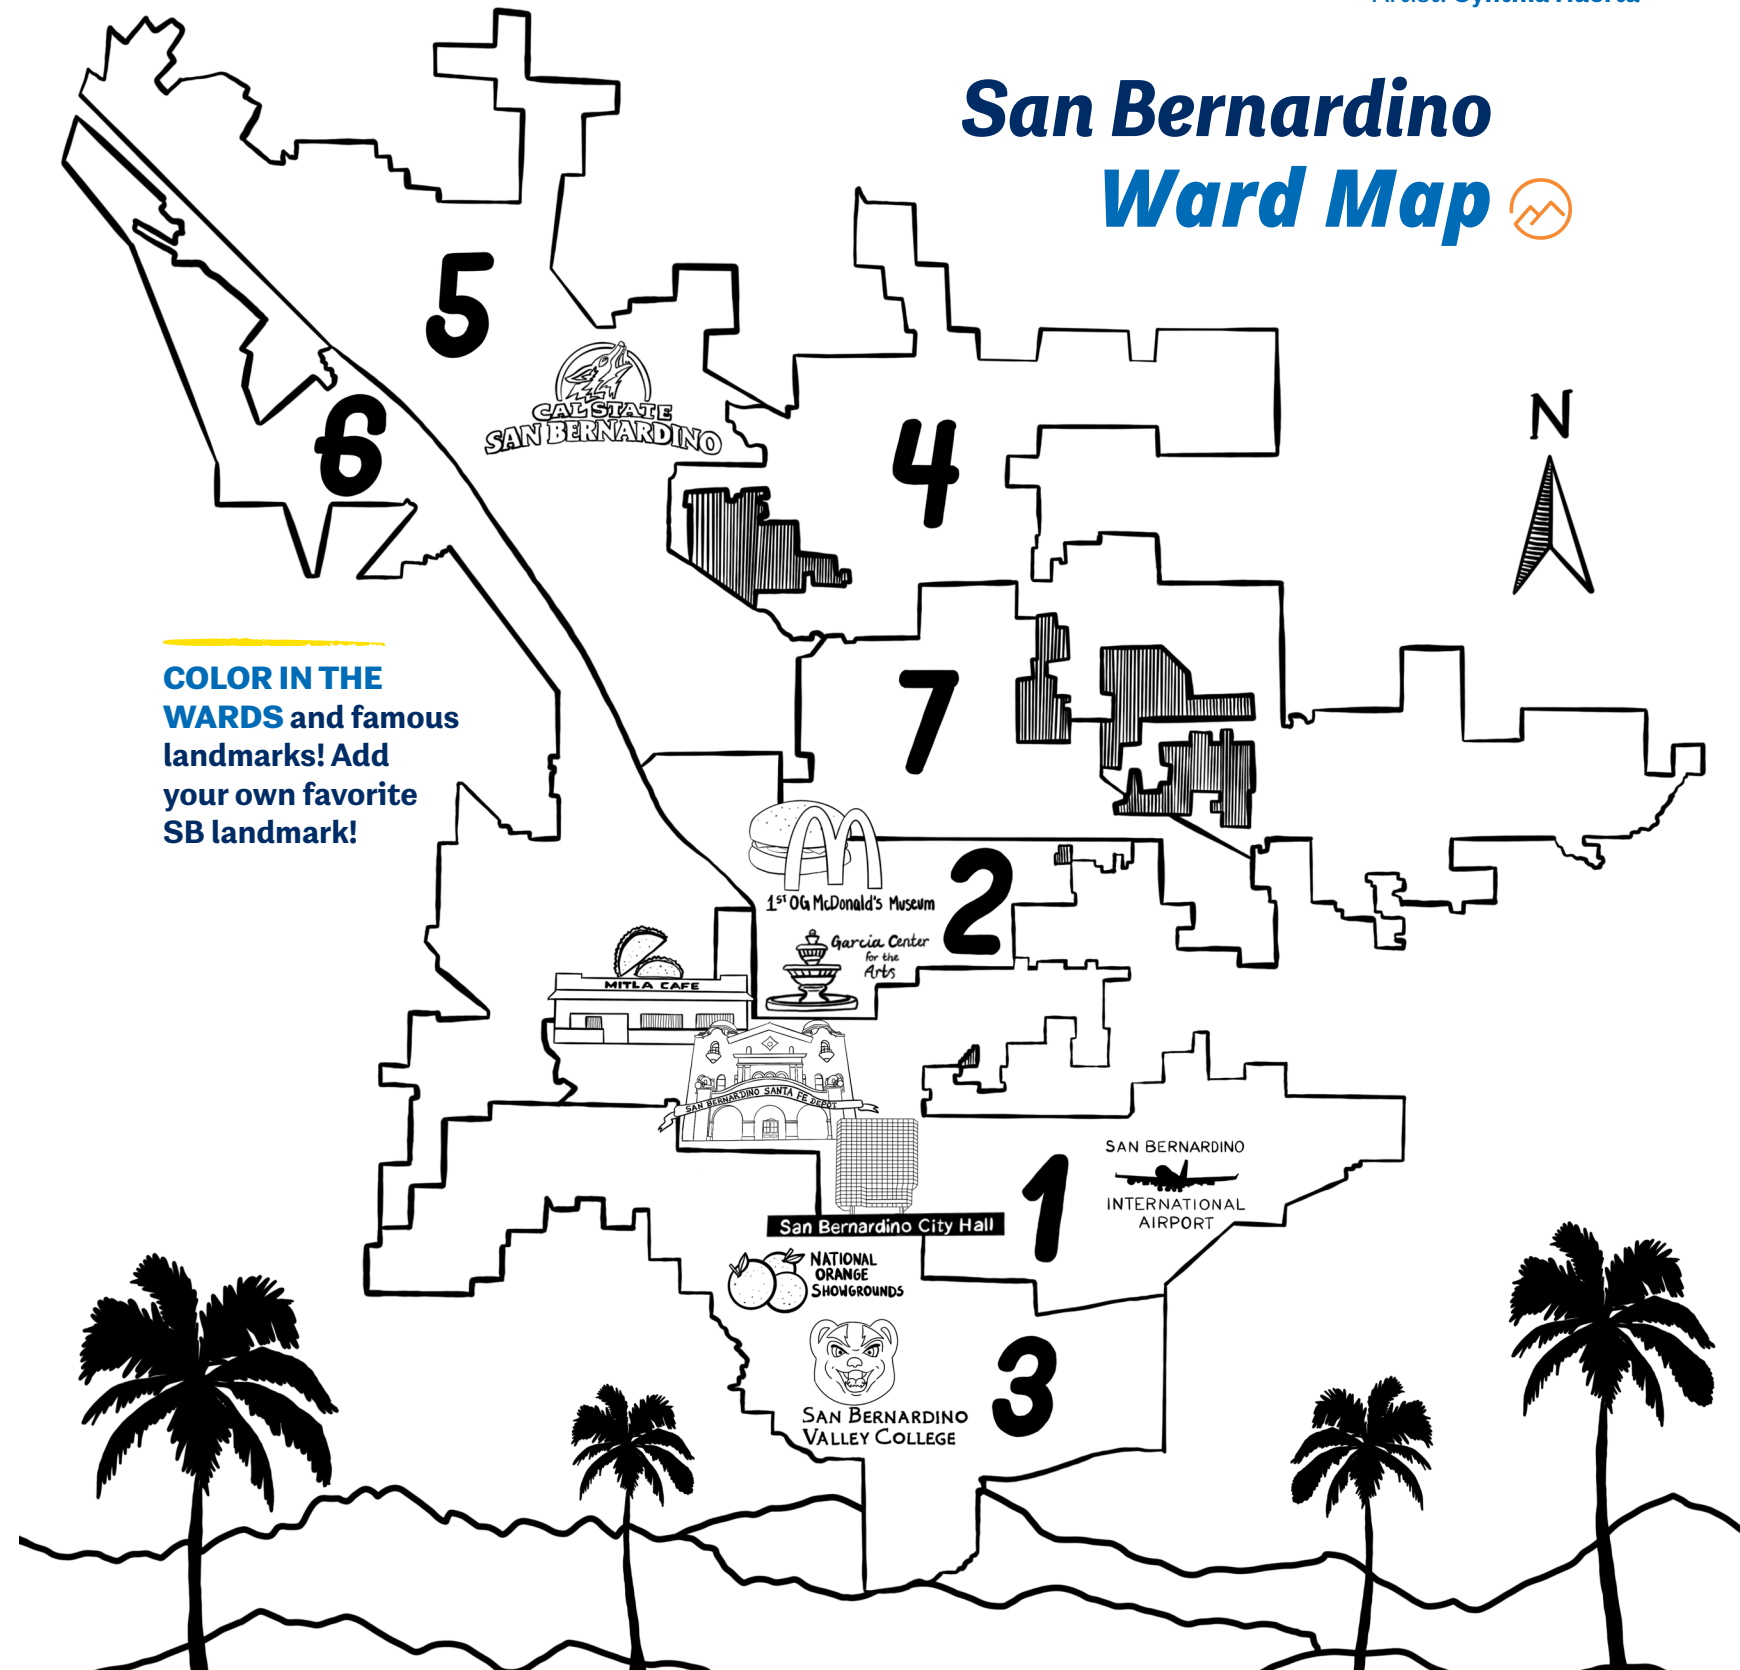 Artist: Cynthia Huerta
San Bernardino
Ward Map
5
CAL STATE
SAN BERNARDINO
6
4
N
COLOR IN THE
WARDS and famous
landmarks! Add
your own favorite
SB landmark!
7
2
1st OG McDonald's Museum
Garcia Center
for the
Arts
MITLA CAFE
SAN BERNARDINO SANTA FE DEPOT
1
SAN BERNARDINO
INTERNATIONAL
AIRPORT
San Bernardino City Hall
NATIONAL
ORANGE
SHOWGROUNDS
3
SAN BERNARDINO
VALLEY COLLEGE